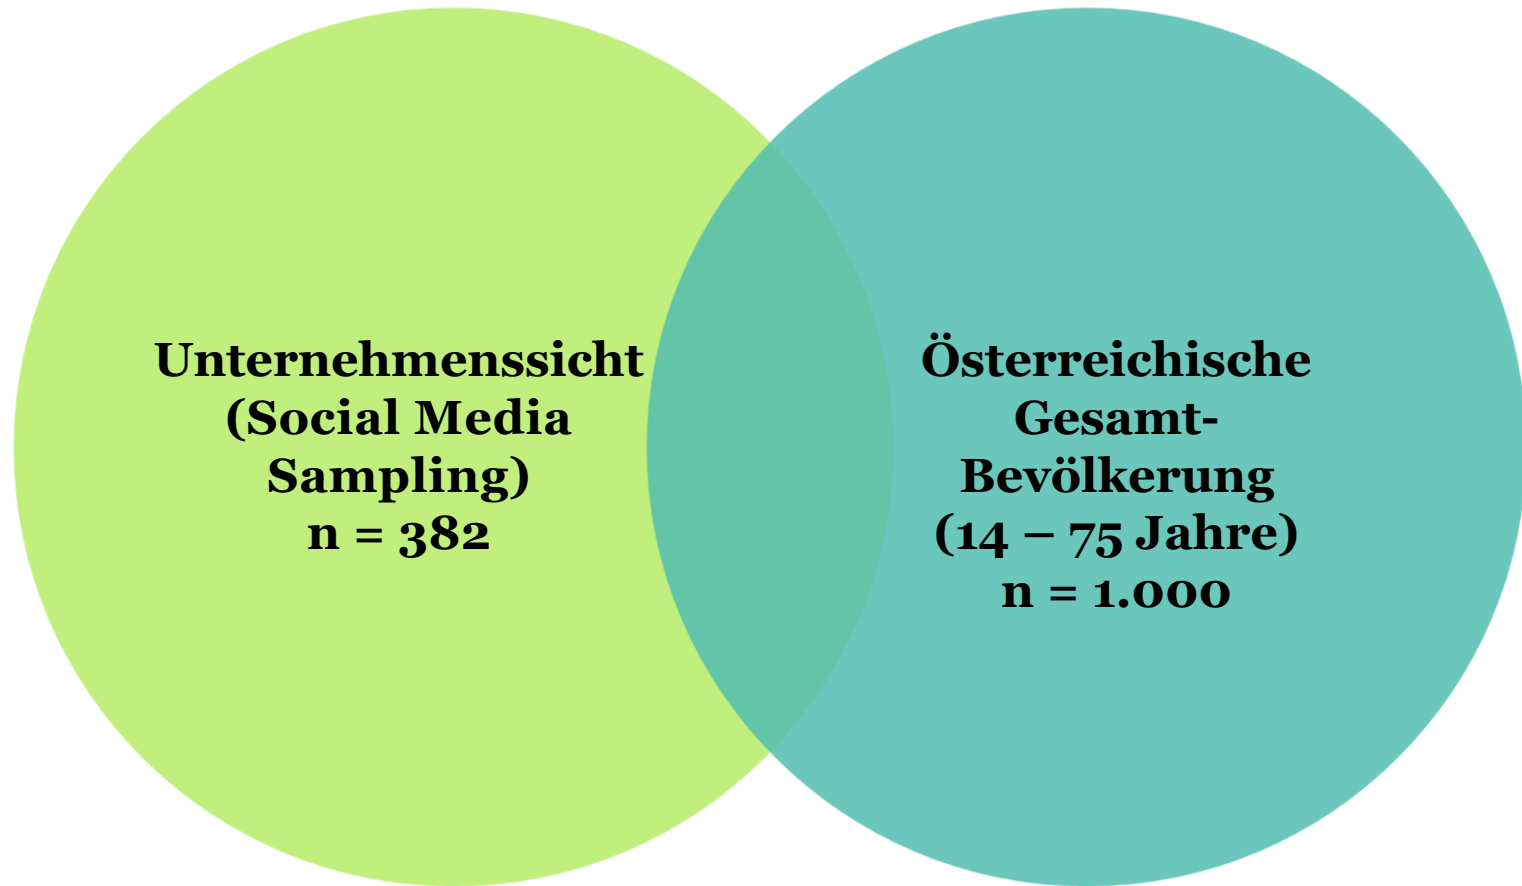 Unternehmenssicht
(Social Media
Sampling)
n = 382
Österreichische
Gesamt-
Bevölkerung
(14 – 75 Jahre)
n = 1.000